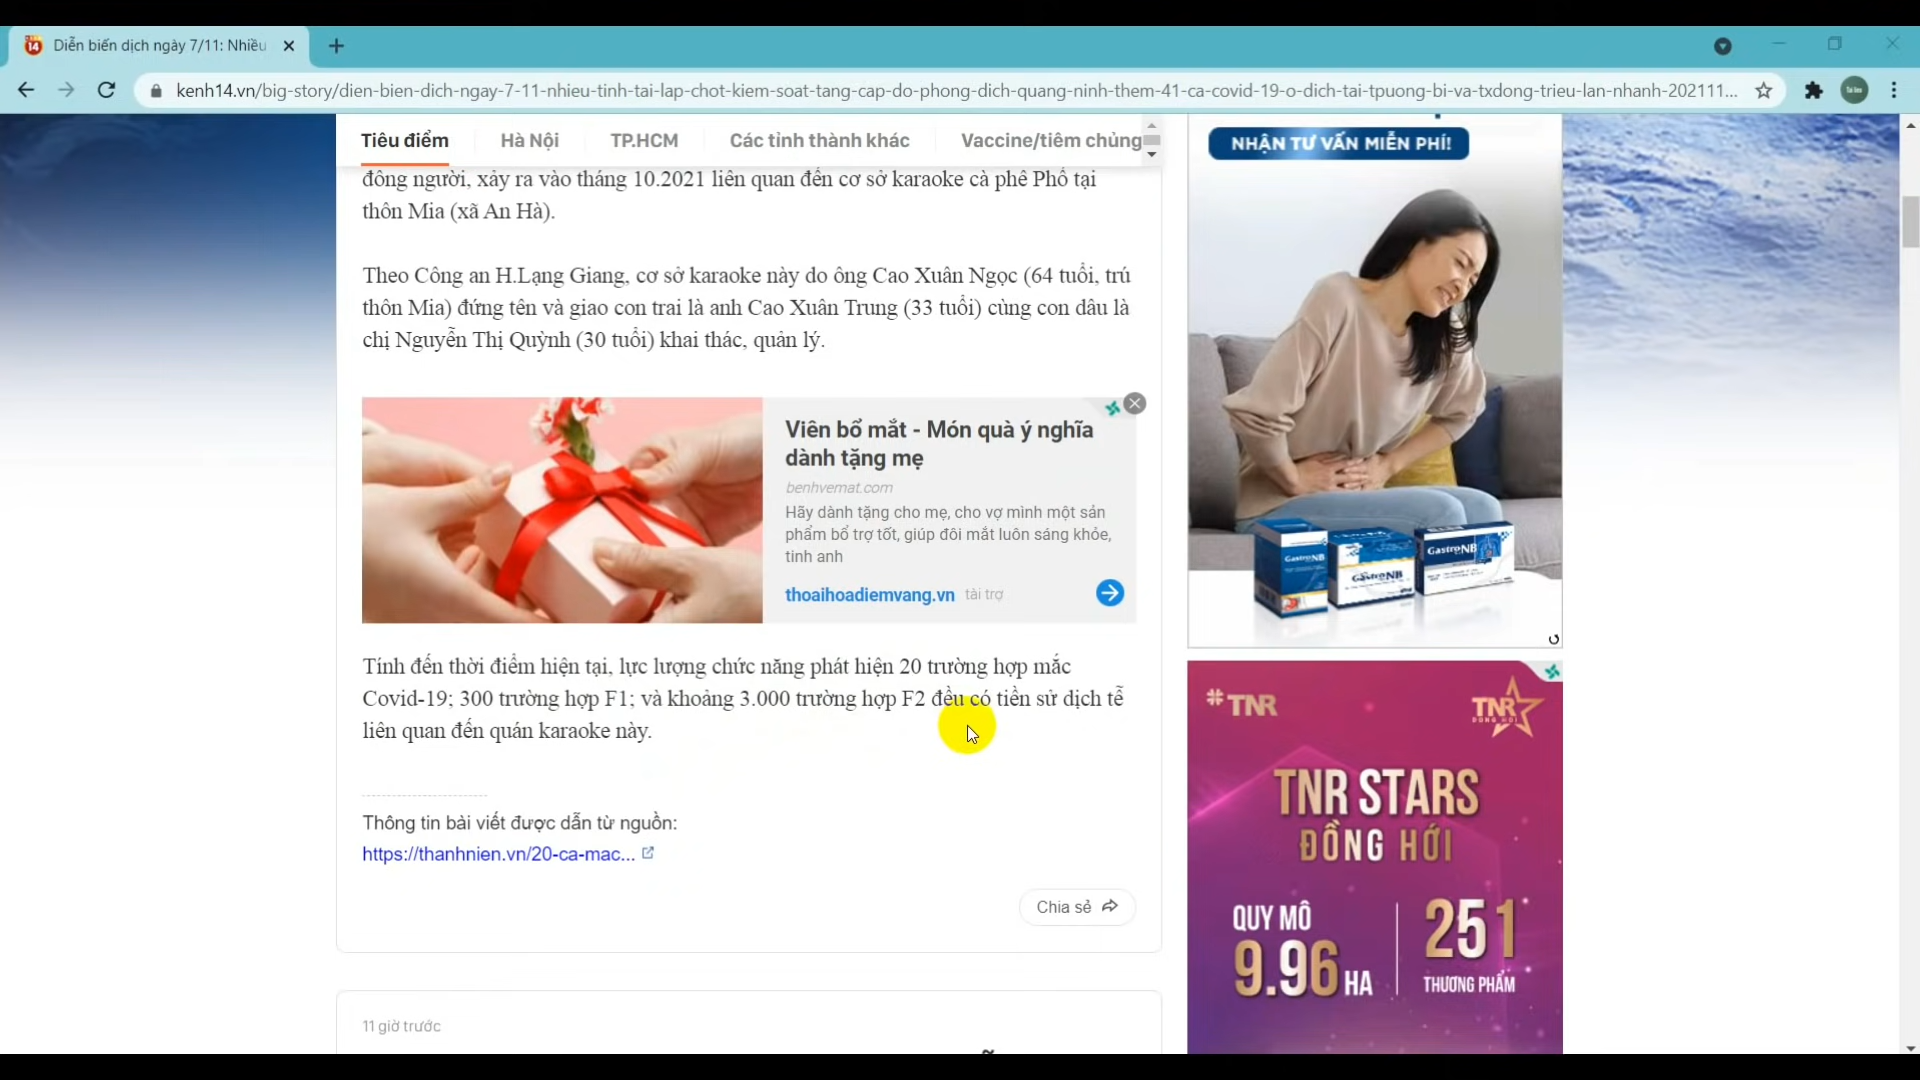 Diễn biến dịch ngày 7/11: Nhiều
kenh14.vn/big-story/dien-bien-dich-ngay-7-11-nhieu-tinh-tai-lap-chot-kiem-soat-tang-cap-do-phong-dich-quang-ninh-them-41-ca-covid-19-o-dich-tai-tpuong-bi-va-txdong-trieu-lan-nhanh-202111...
Tiêu điểm
Hà Nội
TP.HCM
Các tỉnh thành khác
Vaccine/tiêm chủng
đông người, xảy ra vào tháng 10.2021 liên quan đến cơ sở karaoke cà phê Phố tại
thôn Mia (xã An Hà).
Theo Công an H.Lạng Giang, cơ sở karaoke này do ông Cao Xuân Ngọc (64 tuổi, trú
thôn Mia) đứng tên và giao con trai là anh Cao Xuân Trung (33 tuổi) cùng con dâu là
chị Nguyễn Thị Quỳnh (30 tuổi) khai thác, quản lý.
Viên bổ mắt - Món quà ý nghĩa
dành tặng mẹ
benhvemat.com
Hãy dành tặng cho mẹ, cho vợ mình một sản
phẩm bổ trợ tốt, giúp đôi mắt luôn sáng khỏe,
tinh anh
thoaihoadiemvang.vn tài trợ
Tính đến thời điểm hiện tại, lực lượng chức năng phát hiện 20 trường hợp mắc
Covid-19; 300 trường hợp F1; và khoảng 3.000 trường hợp F2 đều có tiền sử dịch tễ
liên quan đến quán karaoke này.
Thông tin bài viết được dẫn từ nguồn:
https://thanhnien.vn/20-ca-mac...
Chia sẻ
11 giờ trước
NHẬN TƯ VẤN MIỄN PHÍ!
GastroNB
GastroNB
GastroNB
#TNR
TNR
ĐỒNG HỚI
TNR STARS
ĐỒNG HỚI
QUY MÔ
9.96 HA
251
THƯƠNG PHẨM